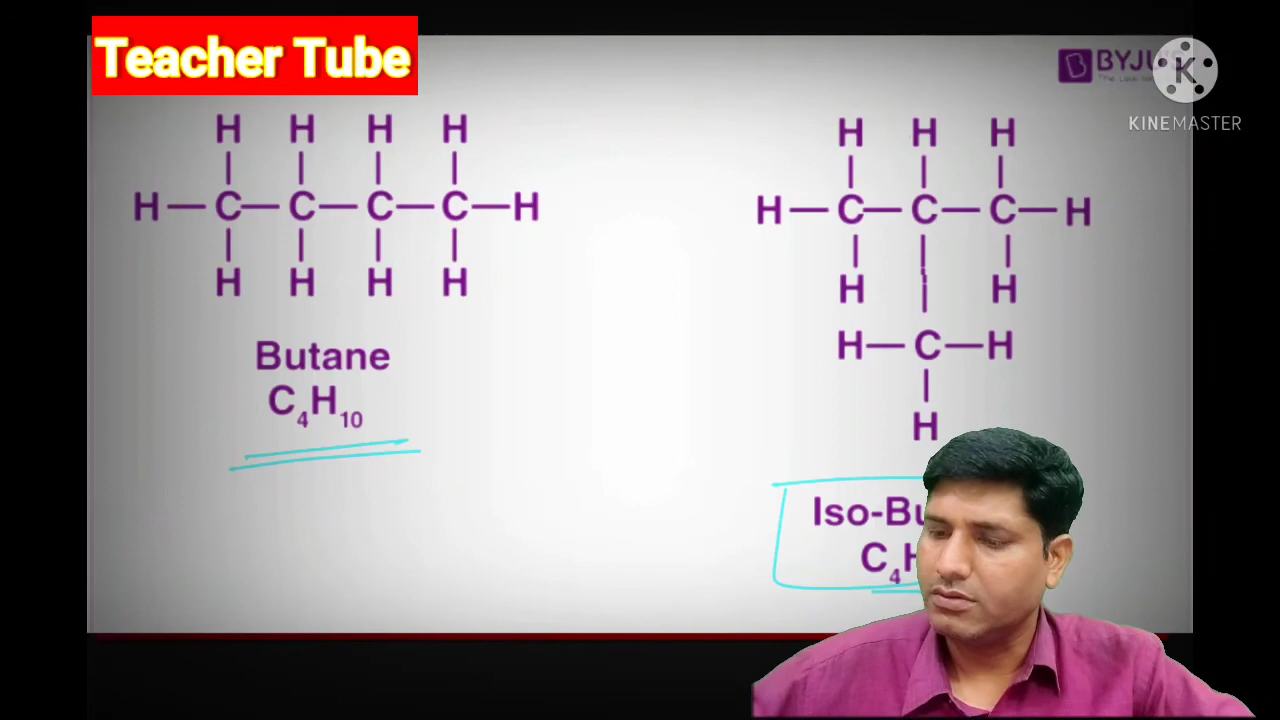 Teacher Tube
BYJU'S
KINEMASTER
H H H H
H C C C C H
H H H H
Butane
C₄H₁₀
H H H
H C C C H
H H
H C H
H
Iso-Bu
C₄H